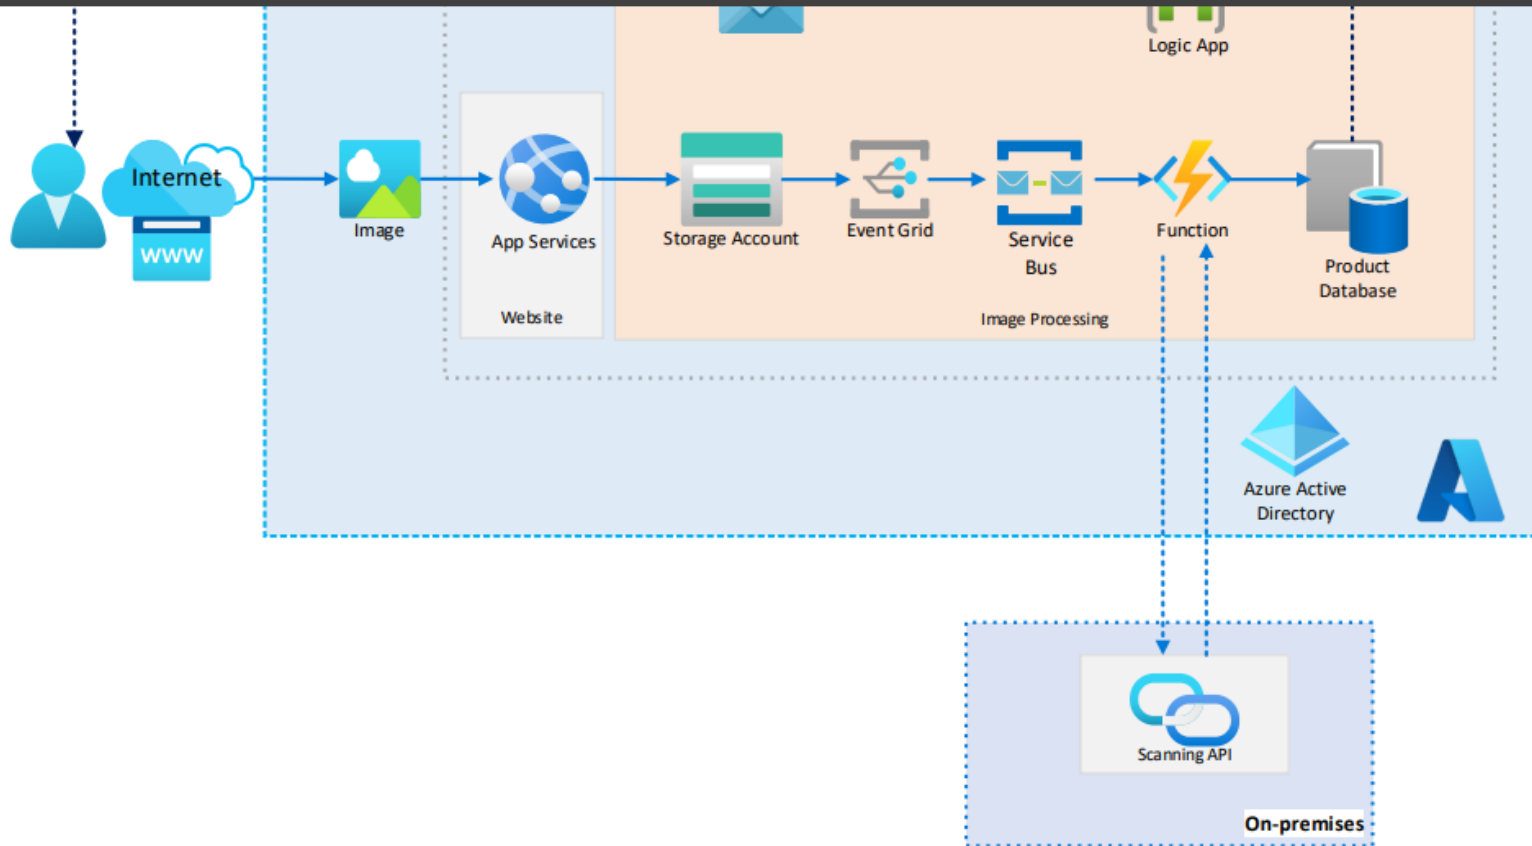 Logic App
Internet
www
Image
App Services
Storage Account
Event Grid
Service
Bus
Function
Product
Database
Website
Image Processing
Azure Active
Directory
Scanning API
On-premises